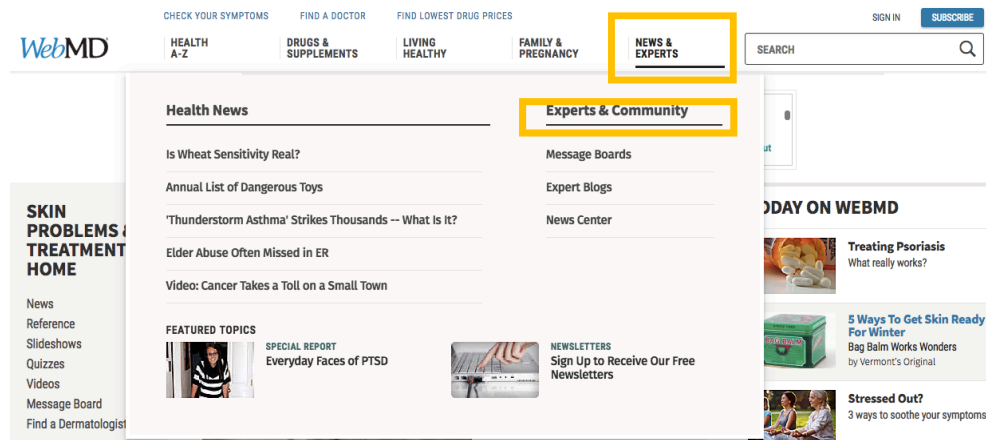 CHECK YOUR SYMPTOMS
FIND A DOCTOR
FIND LOWEST DRUG PRICES
SIGN IN
SUBSCRIBE
WebMD
HEALTH
A-Z
DRUGS &
SUPPLEMENTS
LIVING
HEALTHY
FAMILY &
PREGNANCY
NEWS &
EXPERTS
SEARCH
Health News
Is Wheat Sensitivity Real?
Annual List of Dangerous Toys
'Thunderstorm Asthma' Strikes Thousands -- What Is It?
Elder Abuse Often Missed in ER
Video: Cancer Takes a Toll on a Small Town
Experts & Community
Message Boards
Expert Blogs
News Center
FEATURED TOPICS
SPECIAL REPORT
Everyday Faces of PTSD
NEWSLETTERS
Sign Up to Receive Our Free
Newsletters
SKIN
PROBLEMS &
TREATMENT
HOME
News
Reference
Slideshows
Quizzes
Videos
Message Board
Find a Dermatologist
ut
ODAY ON WEBMD
Treating Psoriasis
What really works?
5 Ways To Get Skin Ready
For Winter
Bag Balm Works Wonders
by Vermont's Original
BAG BALM
Stressed Out?
3 ways to soothe your symptoms